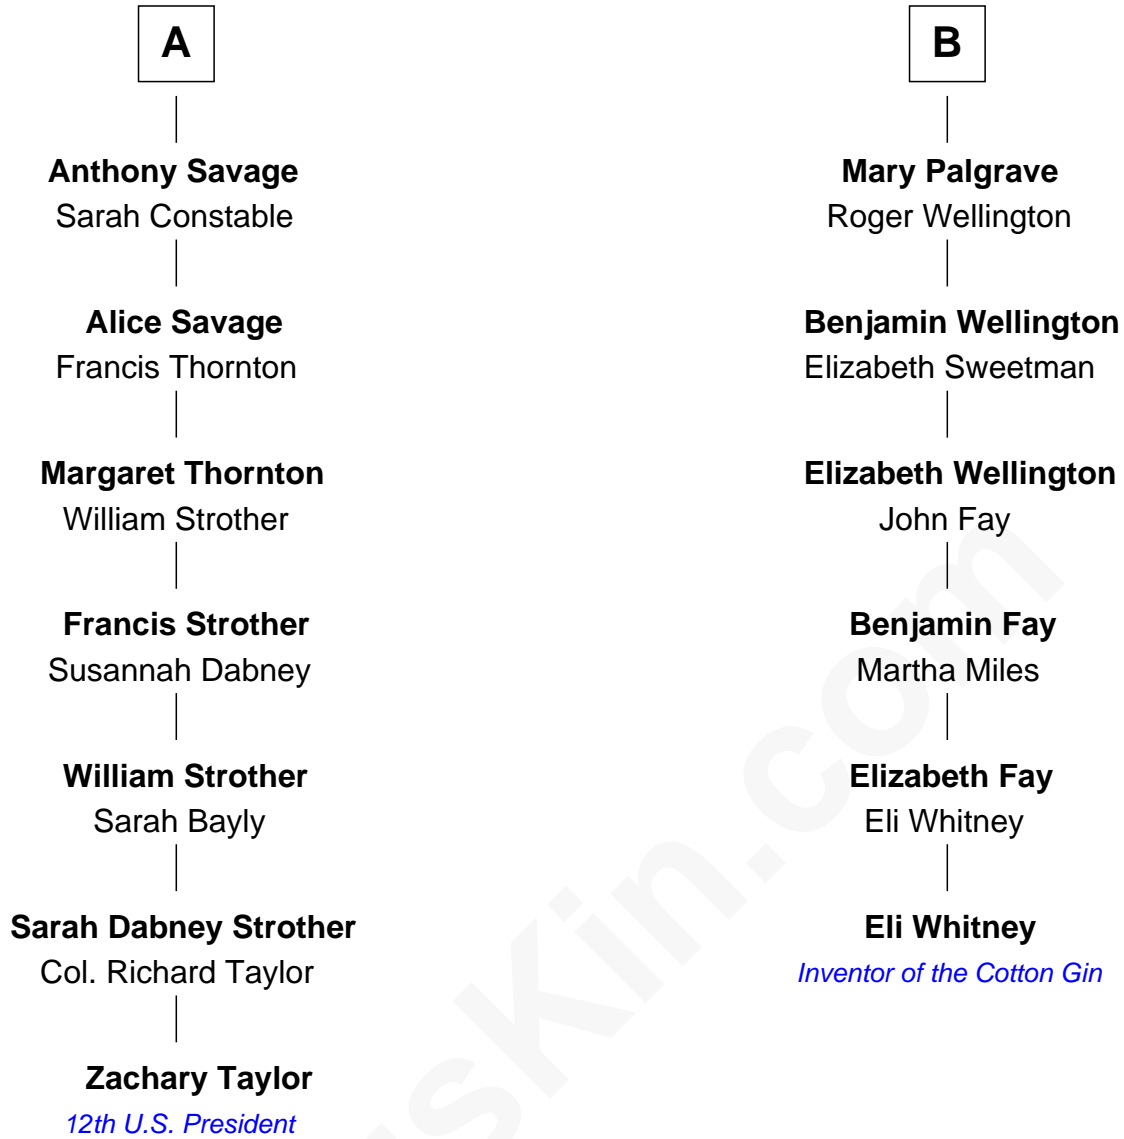 A
Anthony Savage
Sarah Constable
Alice Savage
Francis Thornton
Margaret Thornton
William Strother
Francis Strother
Susannah Dabney
William Strother
Sarah Bayly
Sarah Dabney Strother
Col. Richard Taylor
Zachary Taylor
12th U.S. President
B
Mary Palgrave
Roger Wellington
Benjamin Wellington
Elizabeth Sweetman
Elizabeth Wellington
John Fay
Benjamin Fay
Martha Miles
Elizabeth Fay
Eli Whitney
Eli Whitney
Inventor of the Cotton Gin